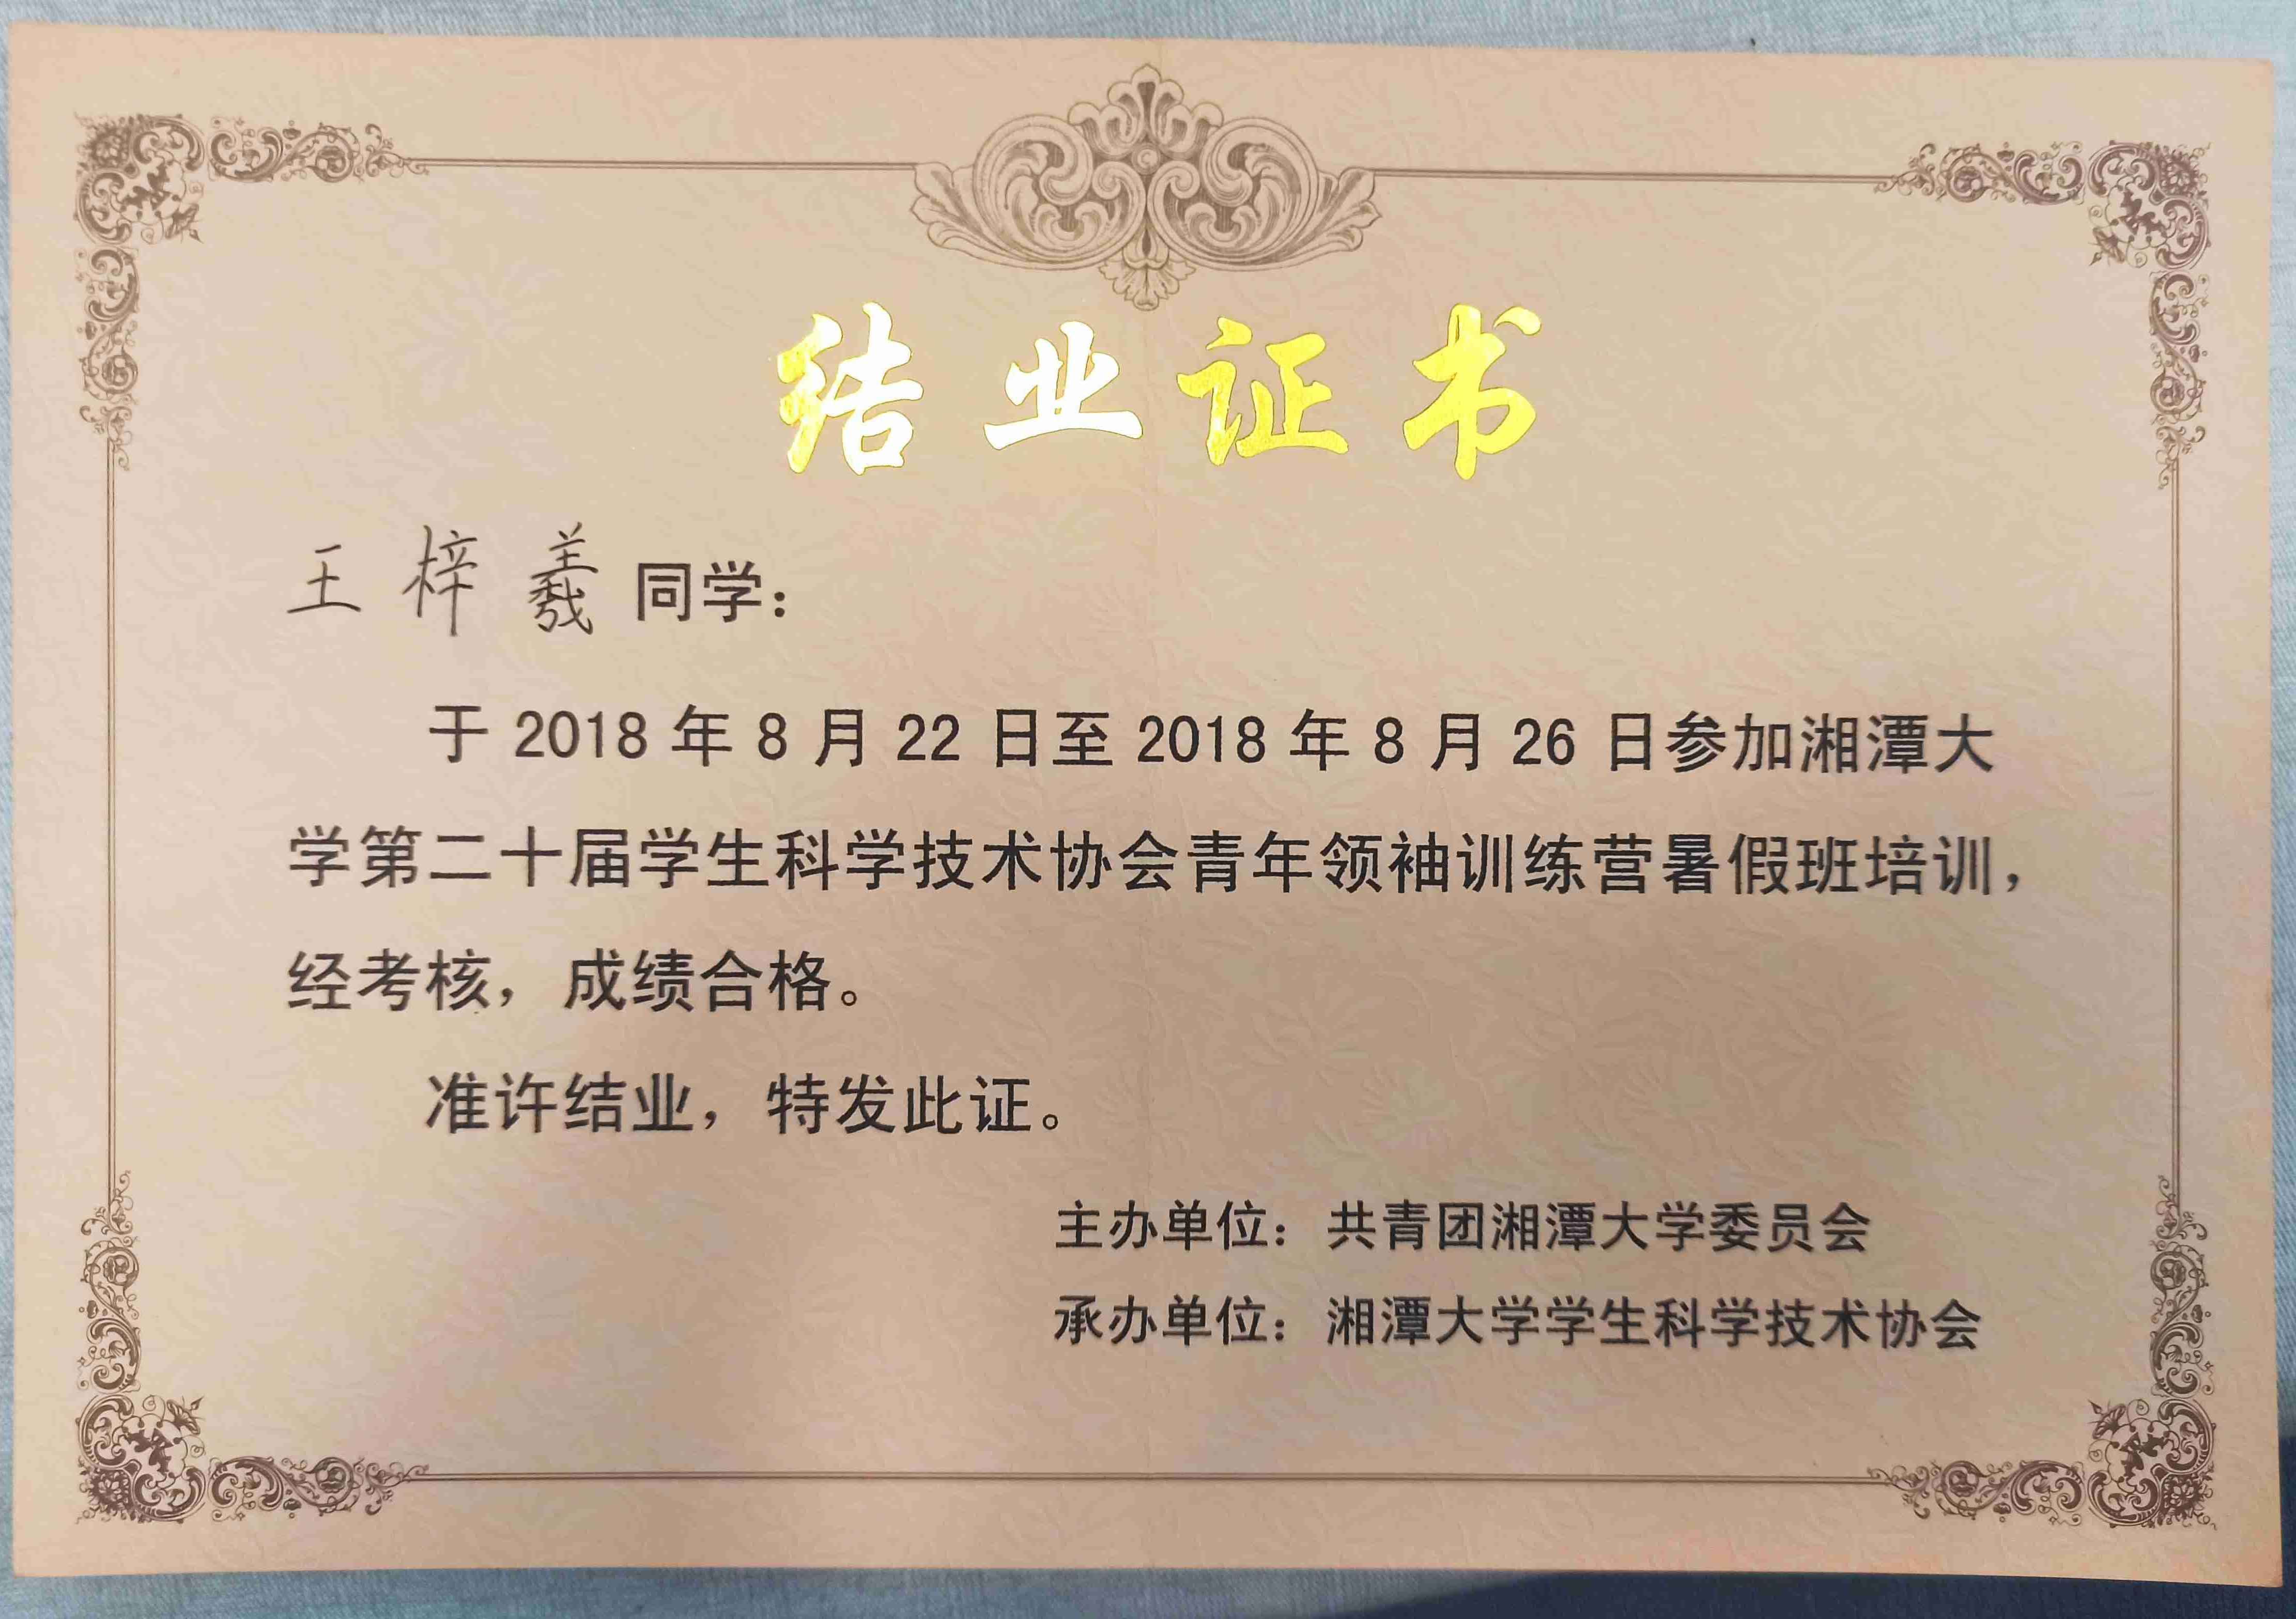 结业证书
王梓羲同学：
于 2018 年 8 月 22 日至 2018 年 8 月 26 日参加湘潭大
学第二十届学生科学技术协会青年领袖训练营暑假班培训，
经考核，成绩合格。
准许结业，特发此证。
主办单位：共青团湘潭大学委员会
承办单位：湘潭大学学生科学技术协会